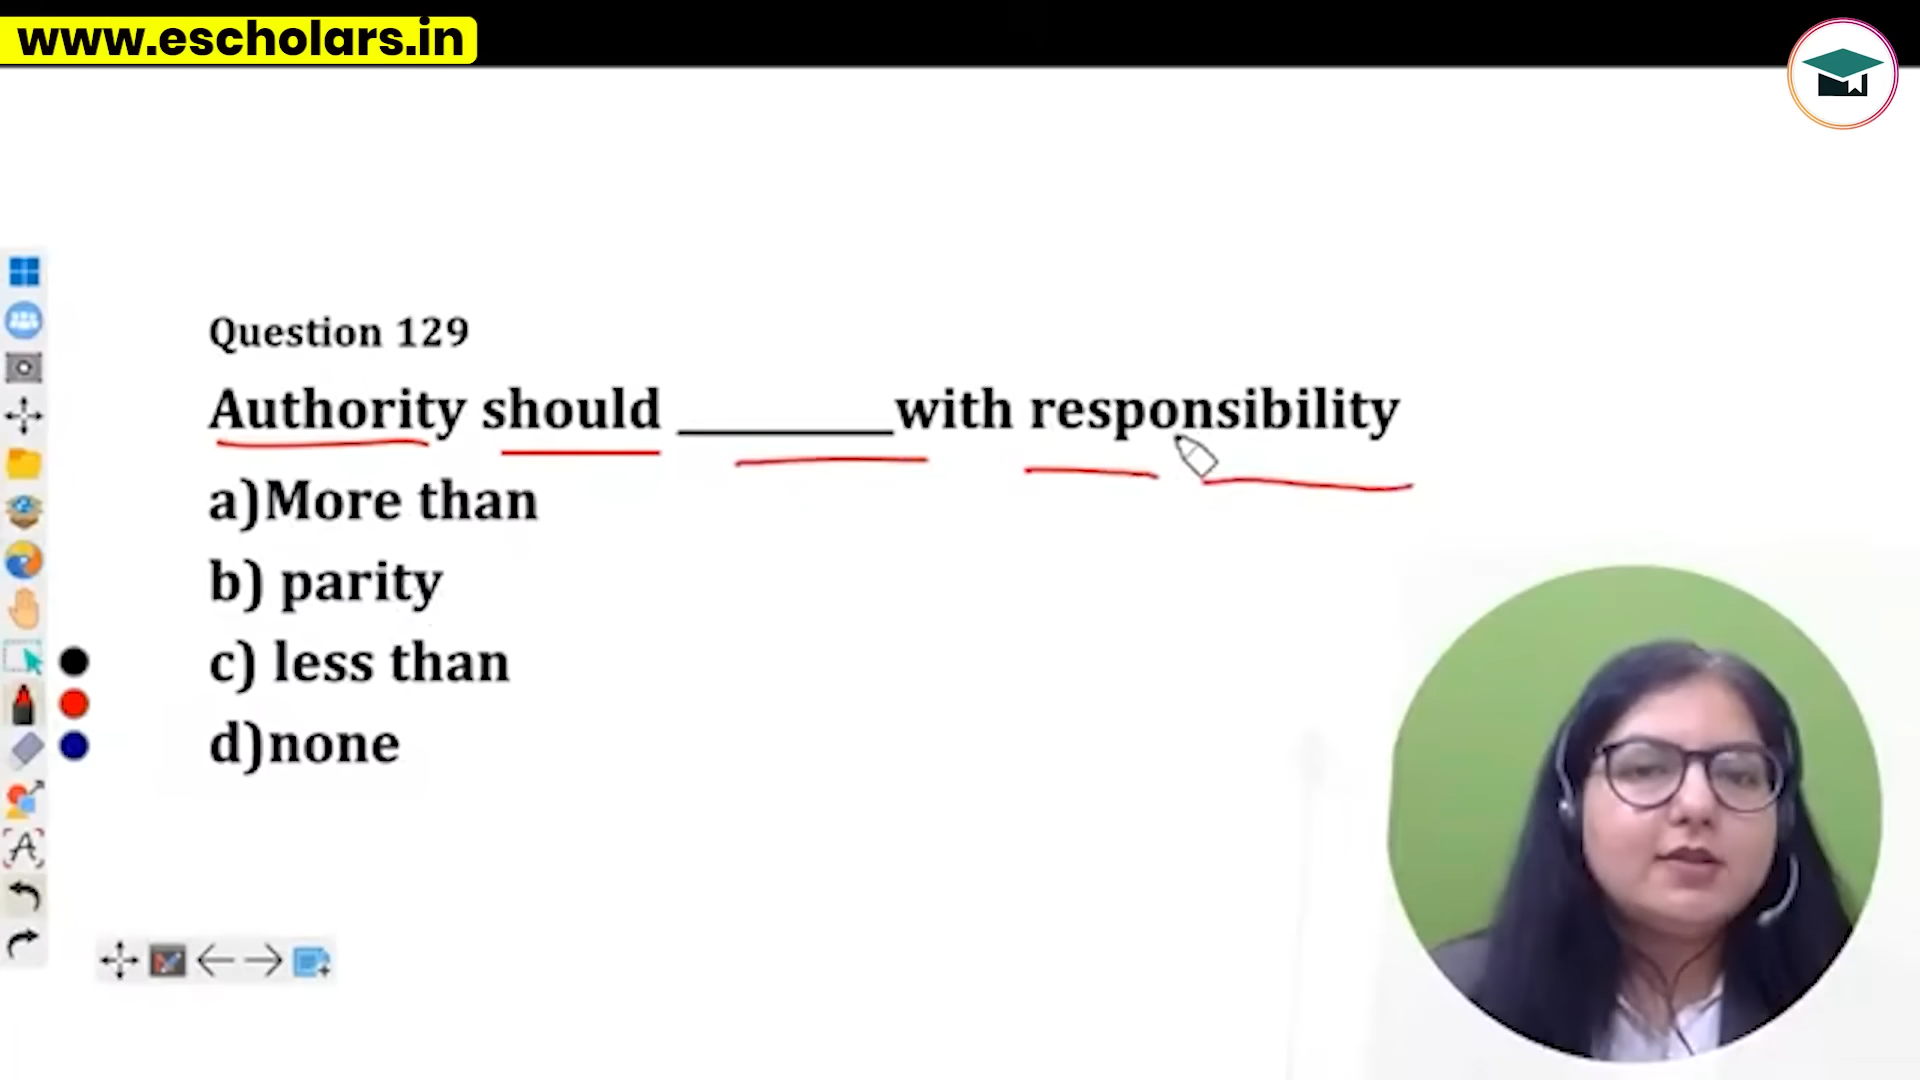 www.escholars.in
Question 129
Authority should ________with responsibility
a)More than
b) parity
c) less than
d)none